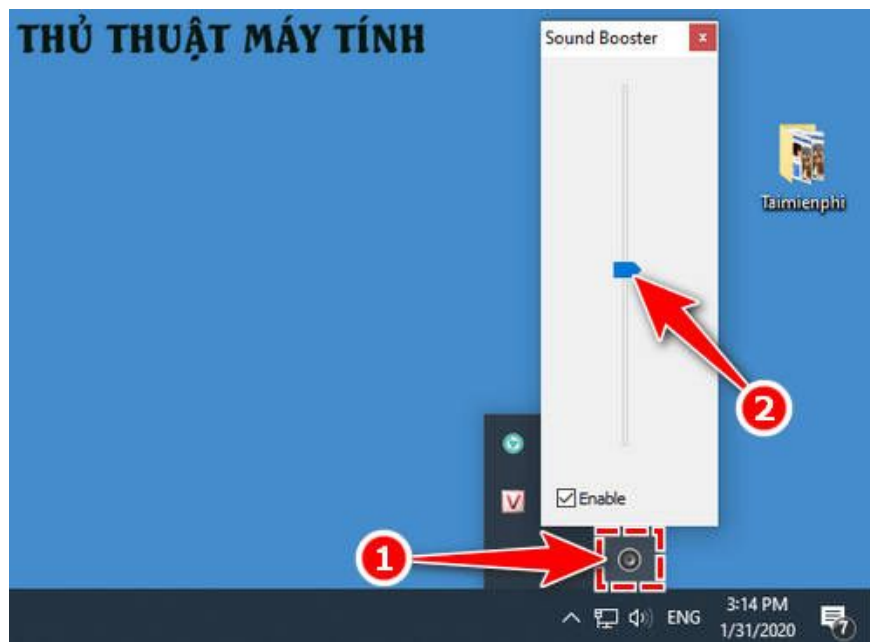 THỦ THUẬT MÁY TÍNH
Sound Booster
x
Taimienphi
2
V
Enable
1
ENG
3:14 PM
1/31/2020
7